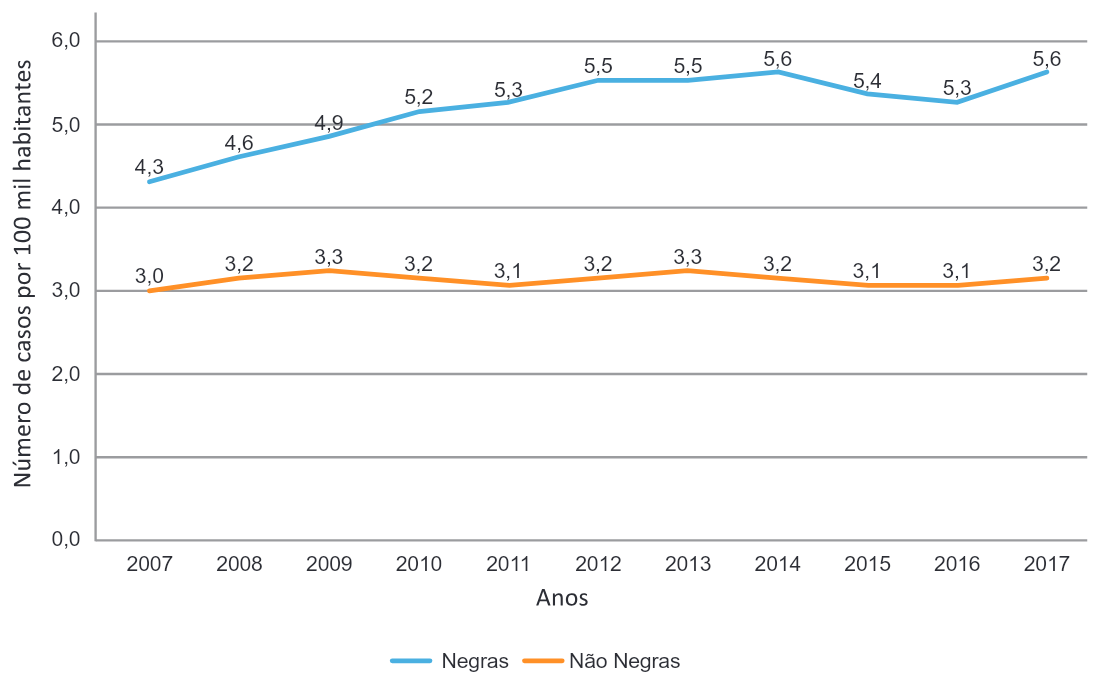 Número de casos por 100 mil habitantes
6,0
5,0
4,0
3,0
2,0
1,0
0,0
4,3 4,6 4,9 5,2 5,3 5,5 5,5 5,6 5,4 5,3 5,6
3,0 3,2 3,3 3,2 3,1 3,2 3,3 3,2 3,1 3,1 3,2
2007 2008 2009 2010 2011 2012 2013 2014 2015 2016 2017
Anos
Negras Não Negras